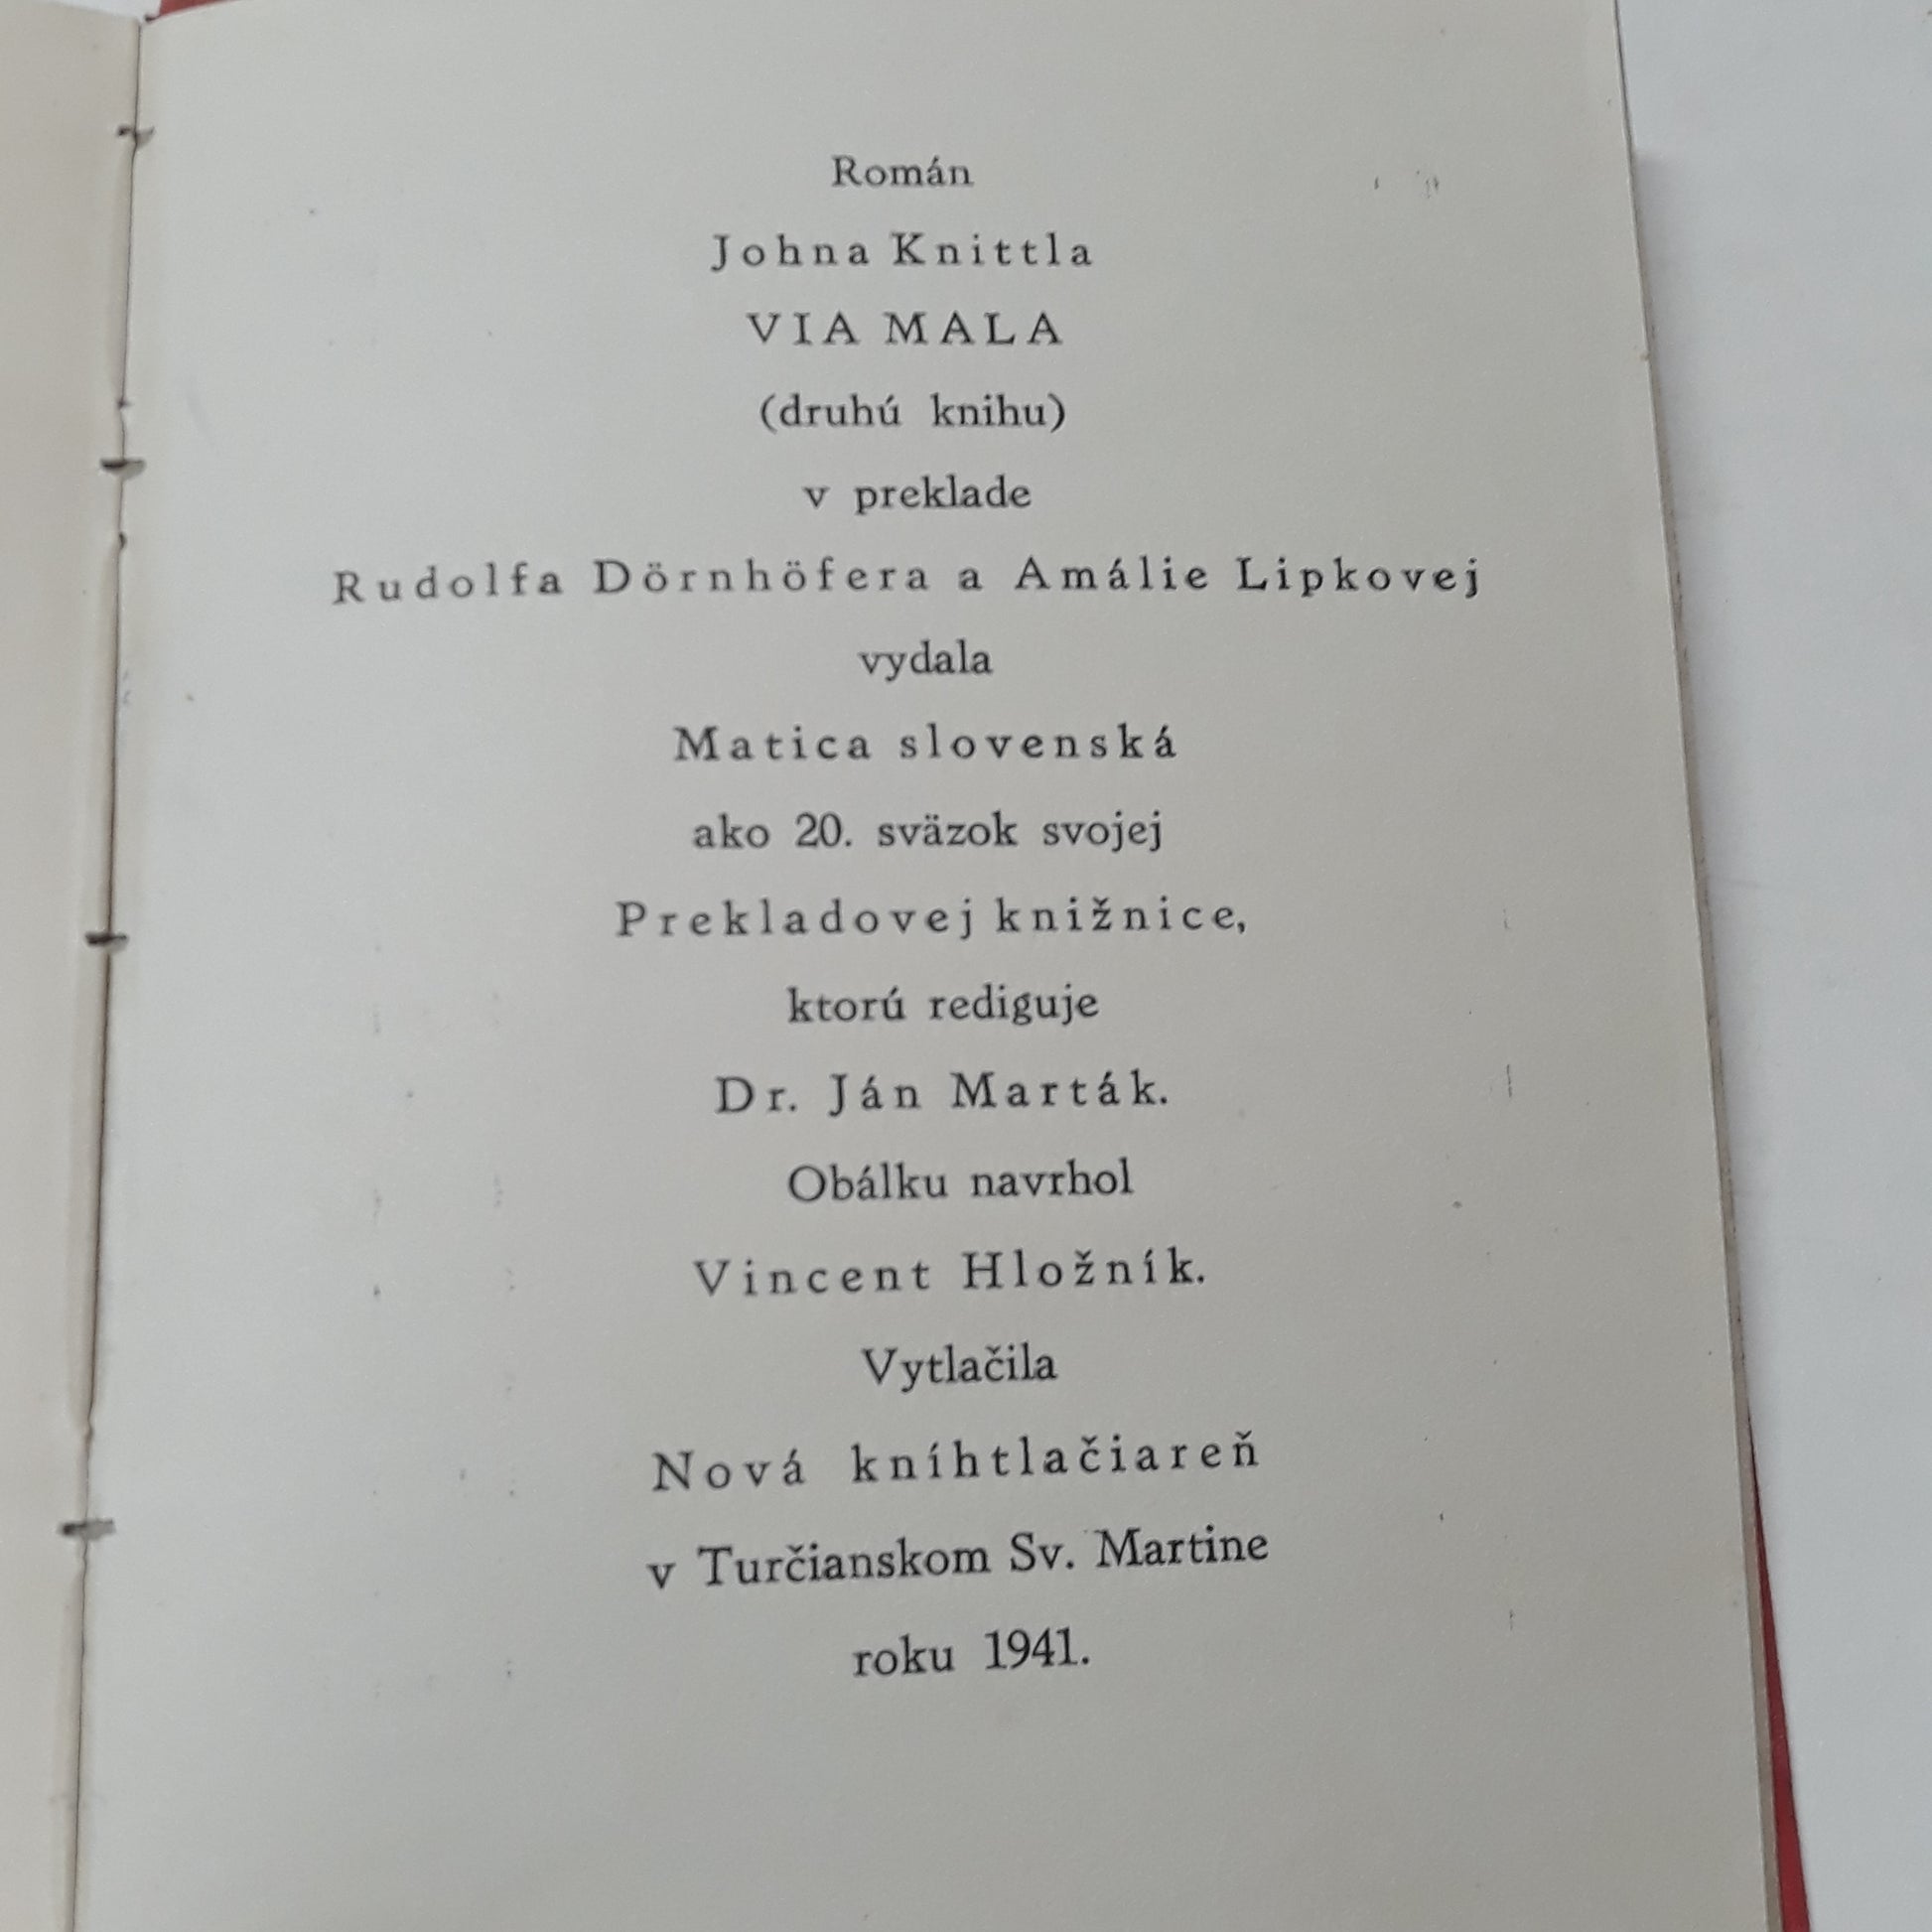 Román
Johna Knittla
VIA MALA
(druhú knihu)
v preklade
Rudolfa Dörnhöfera a Amálie Lipkovej
vydala
Matica slovenská
ako 20. sväzok svojej
Prekladovej knižnice,
ktorú rediguje
Dr. Ján Marták.
Obálku navrhol
Vincent Hložník.
Vytlačila
Nová kníhtlačiareň
v Turčianskom Sv. Martine
roku 1941.